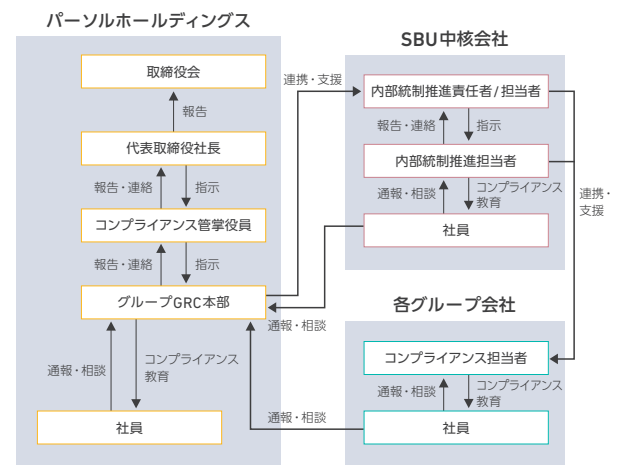 パーソルホールディングス
取締役会
報告
代表取締役社長
報告・連絡
指示
コンプライアンス管掌役員
報告・連絡
指示
グループGRC本部
通報・相談
コンプライアンス
教育
社員
連携・支援
通報・相談
通報・相談
SBU中核会社
内部統制推進責任者/担当者
報告・連絡
指示
内部統制推進担当者
通報・相談
コンプライアンス
教育
社員
連携・
支援
各グループ会社
コンプライアンス担当者
通報・相談
コンプライアンス
教育
社員